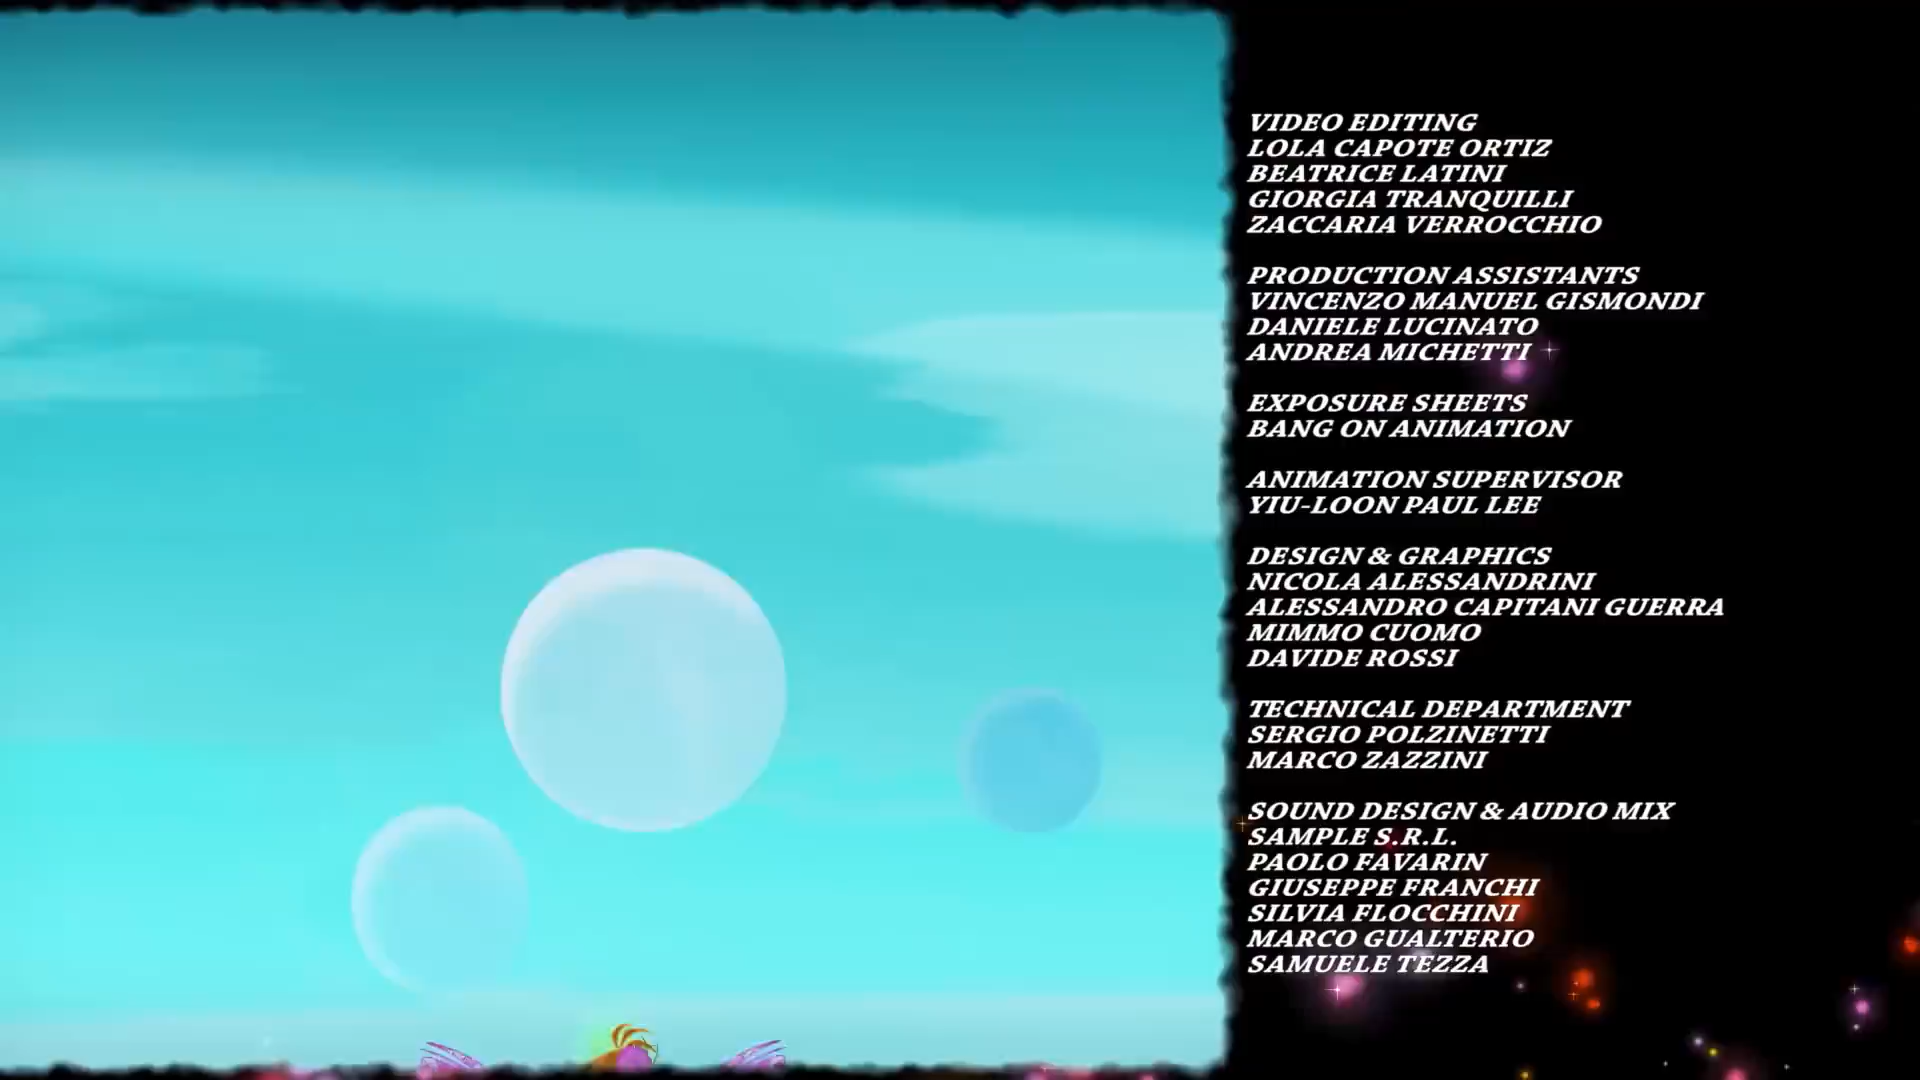 VIDEO EDITING
LOLA CAPOTE ORTIZ
BEATRICE LATINI
GIORGIA TRANQUILLI
ZACCARIA VERROCCHIO
PRODUCTION ASSISTANTS
VINCENZO MANUEL GISMONDI
DANIELE LUCINATO
ANDREA MICHETTI
EXPOSURE SHEETS
BANG ON ANIMATION
ANIMATION SUPERVISOR
YIU-LOON PAUL LEE
DESIGN & GRAPHICS
NICOLA ALESSANDRINI
ALESSANDRO CAPITANI GUERRA
MIMMO CUOMO
DAVIDE ROSSI
TECHNICAL DEPARTMENT
SERGIO POLZINETTI
MARCO ZAZZINI
SOUND DESIGN & AUDIO MIX
SAMPLE S.R.L.
PAOLO FAVARIN
GIUSEPPE FRANCHI
SILVIA FLOCCHINI
MARCO GUALTERIO
SAMUELE TEZZA